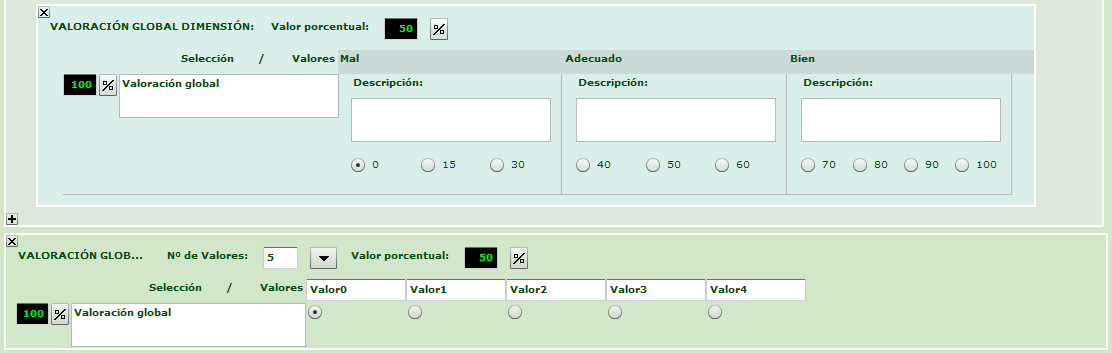 VALORACIÓN GLOBAL DIMENSIÓN: Valor porcentual: 50 %
Selección / Valores Mal Adecuado Bien
100 % Valoración global Descripción: Descripción: Descripción:
0 15 30 40 50 60 70 80 90 100
VALORACIÓN GLOB... Nº de Valores: 5 Valor porcentual: 50 %
Selección / Valores Valor0 Valor1 Valor2 Valor3 Valor4
100 % Valoración global